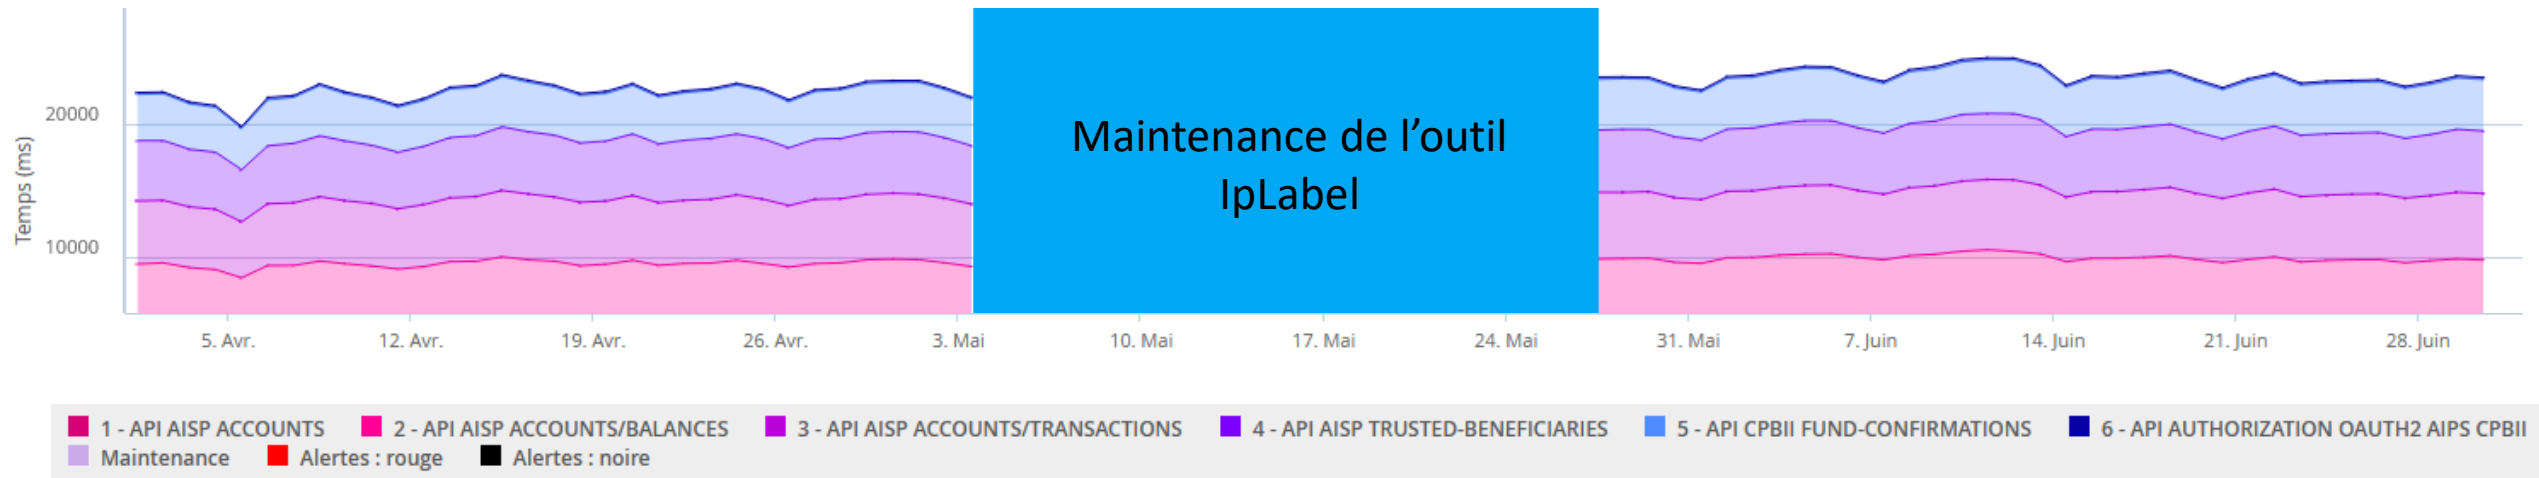 20000
10000
Temps (ms)
Maintenance de l’outil
IpLabel
5. Avr. 12. Avr. 19. Avr. 26. Avr. 3. Mai 10. Mai 17. Mai 24. Mai 31. Mai 7. Juin 14. Juin 21. Juin 28. Juin
1 - API AISP ACCOUNTS 2 - API AISP ACCOUNTS/BALANCES 3 - API AISP ACCOUNTS/TRANSACTIONS 4 - API AISP TRUSTED-BENEFICIARIES 5 - API CPBII FUND-CONFIRMATIONS 6 - API AUTHORIZATION OAUTH2 AIPS CPBII
Maintenance Alertes : rouge Alertes : noire